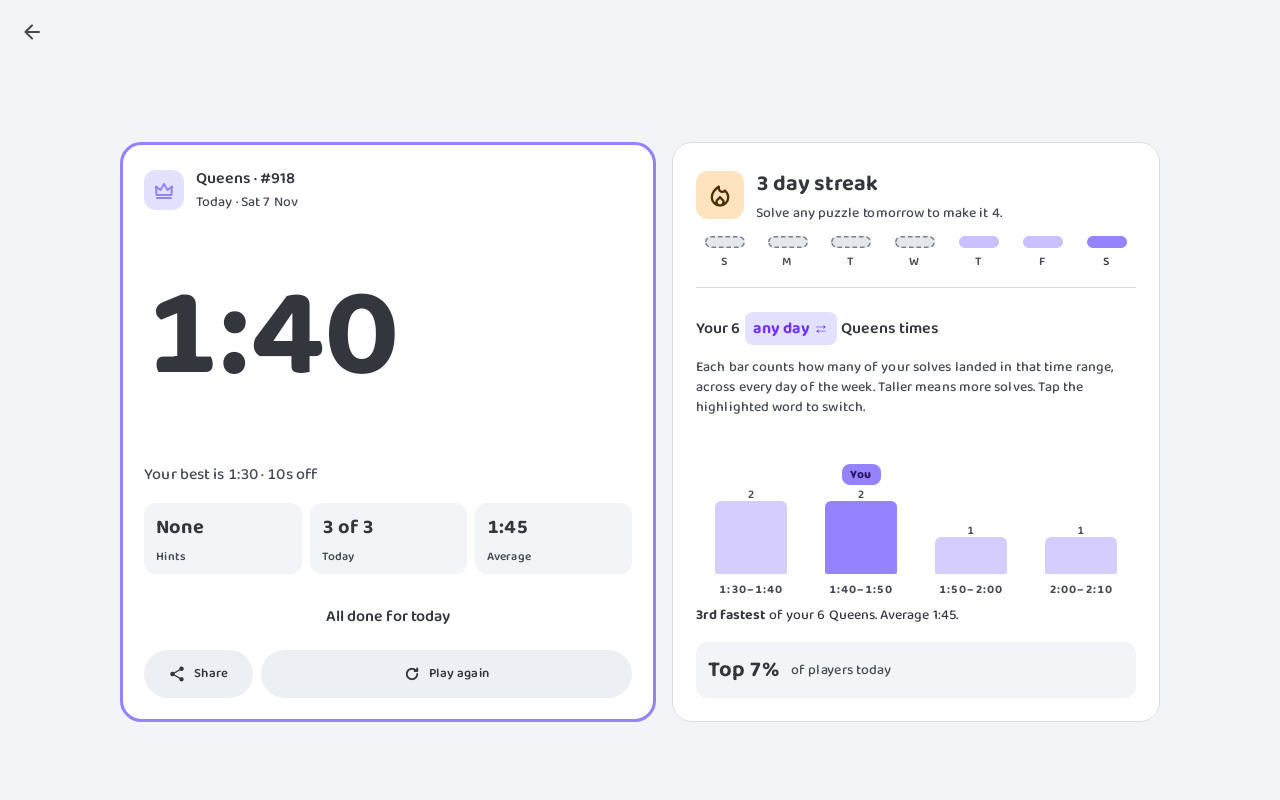 Queens · #918
Today · Sat 7 Nov
1:40
Your best is 1:30 · 10s off
None
Hints
3 of 3
Today
1:45
Average
All done for today
Share
Play again
3 day streak
Solve any puzzle tomorrow to make it 4.
S M T W T F S
Your 6 any day Queens times
Each bar counts how many of your solves landed in that time range,
across every day of the week. Taller means more solves. Tap the
highlighted word to switch.
You
2 2 1 1
1:30–1:40 1:40–1:50 1:50–2:00 2:00–2:10
3rd fastest of your 6 Queens. Average 1:45.
Top 7% of players today